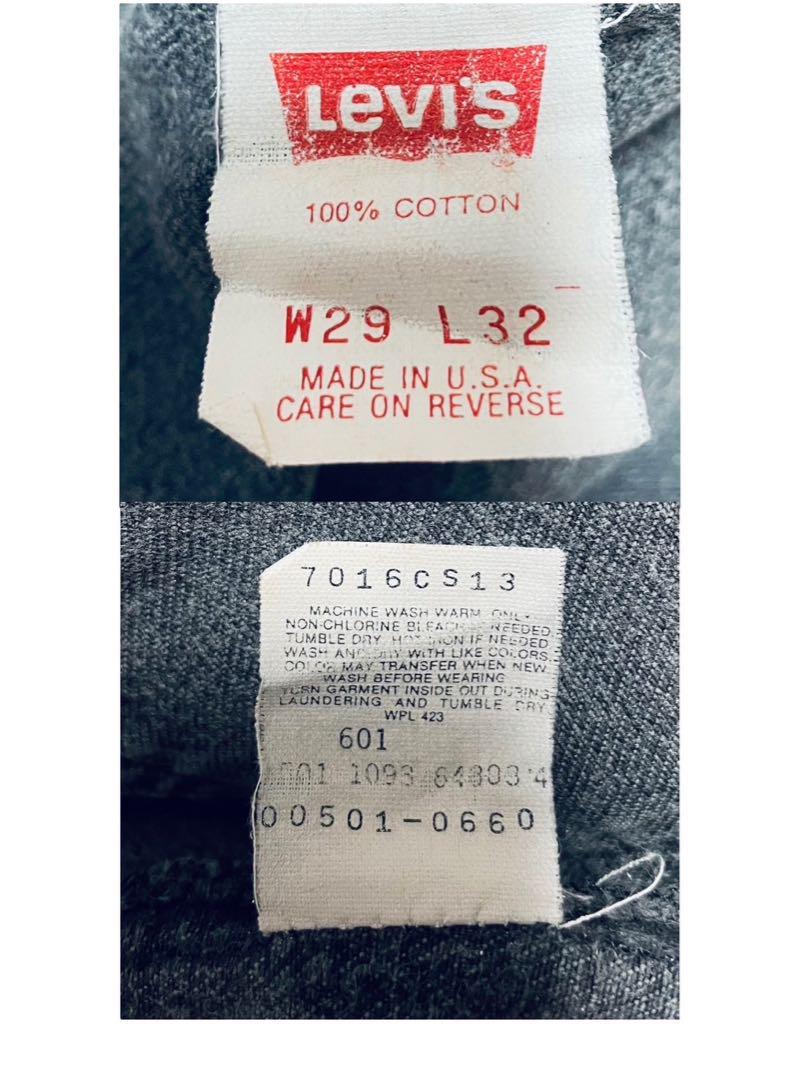 LEVI'S
100% COTTON
W29 L32
MADE IN U.S.A.
CARE ON REVERSE
7016CS13
MACHINE WASH WARM ONLY.
NON-CHLORINE BLEACH IF NEEDED
TUMBLE DRY. HOT IRON IF NEEDED
WASH AND DRY WITH LIKE COLORS.
COLOR MAY TRANSFER WHEN NEW.
WASH BEFORE WEARING
TURN GARMENT INSIDE OUT DURING
LAUNDERING AND TUMBLE DRY
WPL 423
601
1093
00501-0660